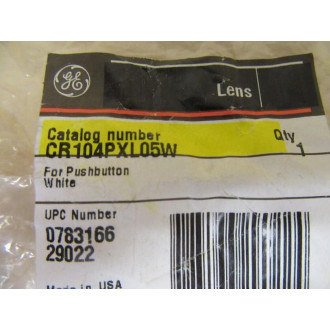 GE
Lens
Catalog number Qty
CR104PXL05W 1
For Pushbutton
White
UPC Number
0783166
29022
Made in USA